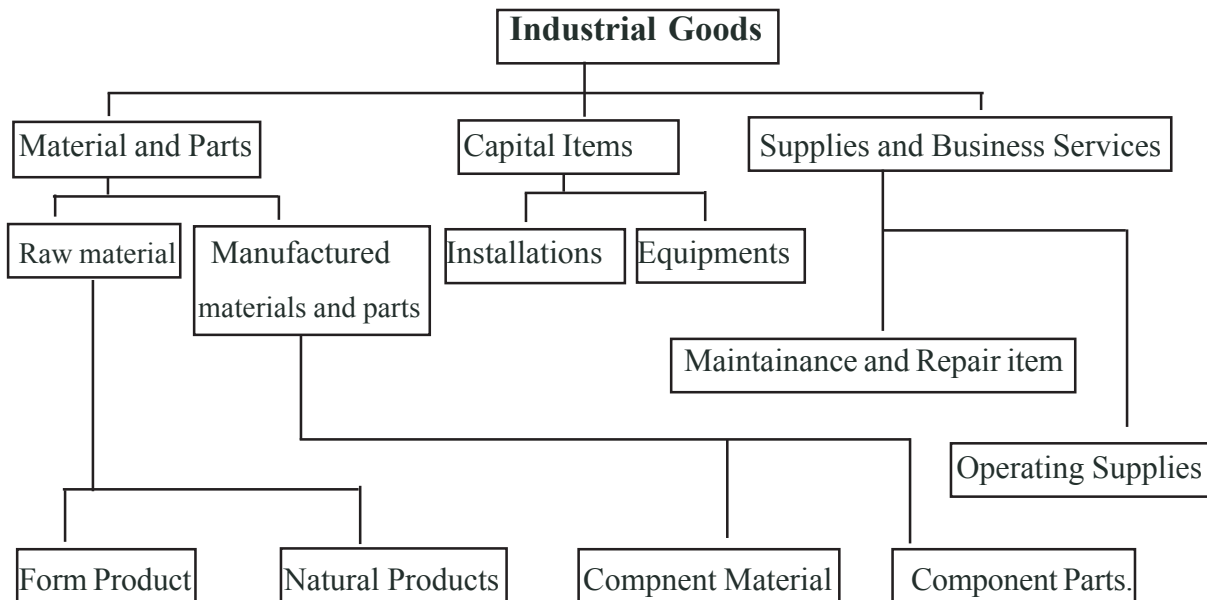 Industrial Goods
Material and Parts
Capital Items
Supplies and Business Services
Raw material
Manufactured
materials and parts
Installations
Equipments
Maintainance and Repair item
Operating Supplies
Form Product
Natural Products
Compnent Material
Component Parts.